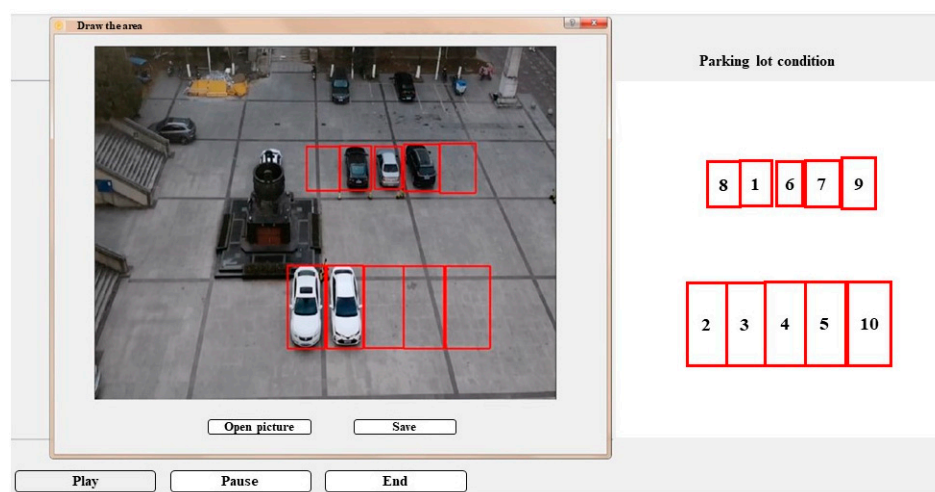 Draw the area
Parking lot condition
8 1 6 7 9
2 3 4 5 10
Open picture Save
Play Pause End